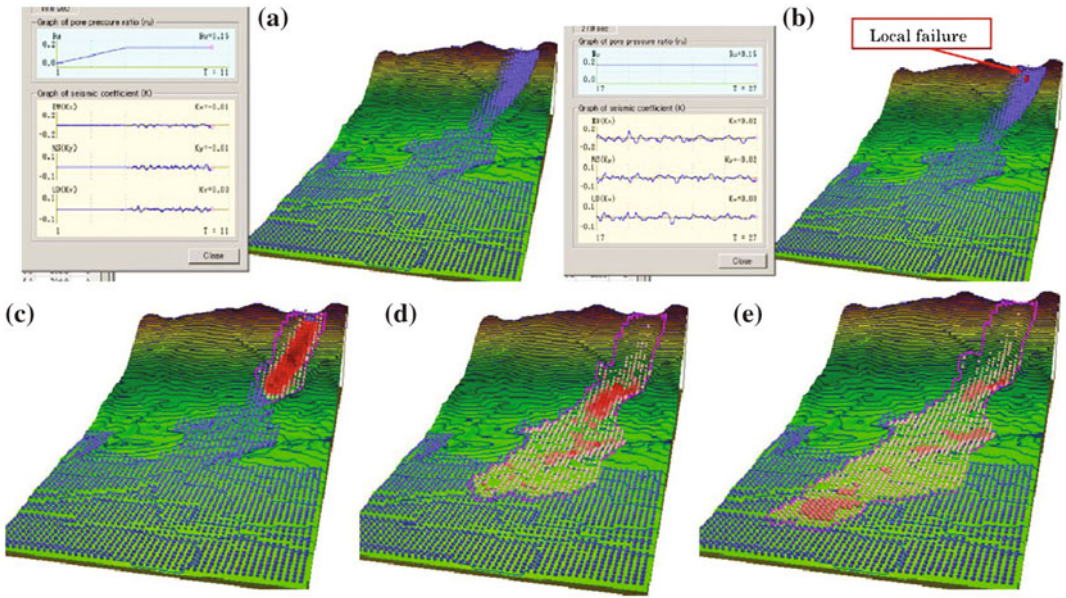 (a)
Graph of pore pressure ratio (ru)
Ru
Ru=0.15
0.2
0.0
1
T = 11
Graph of seismic coefficient (K)
EW(Kx)
Kx=-0.01
0.2
-0.2
NS(Ky)
Ky=-0.01
0.1
-0.1
UD(Kv)
Kv=0.00
0.1
-0.1
1
T = 11
Close
(b)
Local failure
27.0 sec
Graph of pore pressure ratio (ru)
Ru
Ru=0.15
0.2
0.0
17
T = 27
Graph of seismic coefficient (K)
EW(Kx)
Kx=0.02
0.2
-0.2
NS(Ky)
Ky=-0.02
0.1
-0.1
UD(Kv)
0.1
-0.1
17
T = 27
Close
(c)
(d)
(e)